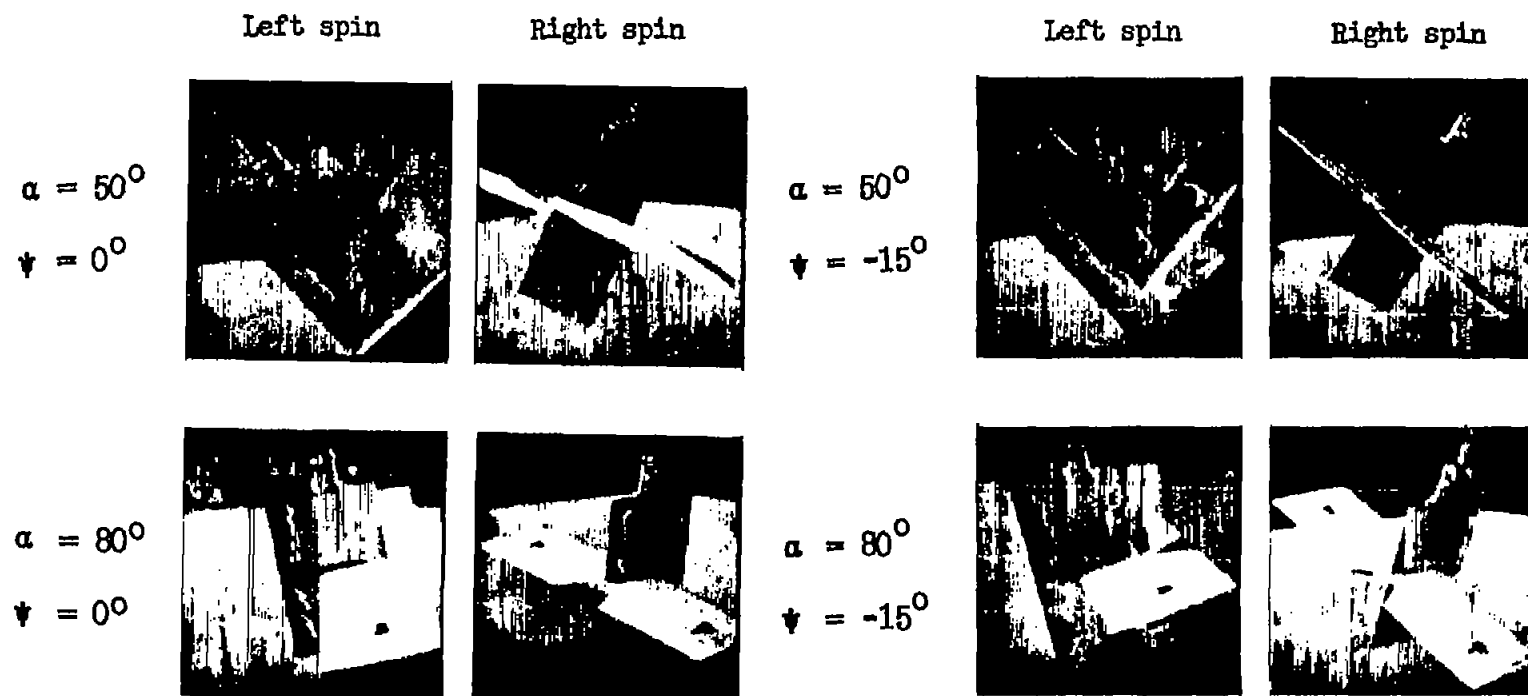 Left spin Right spin Left spin Right spin
α = 50° α = 50°
ψ = 0° ψ = -15°
α = 80° α = 80°
ψ = 0° ψ = -15°